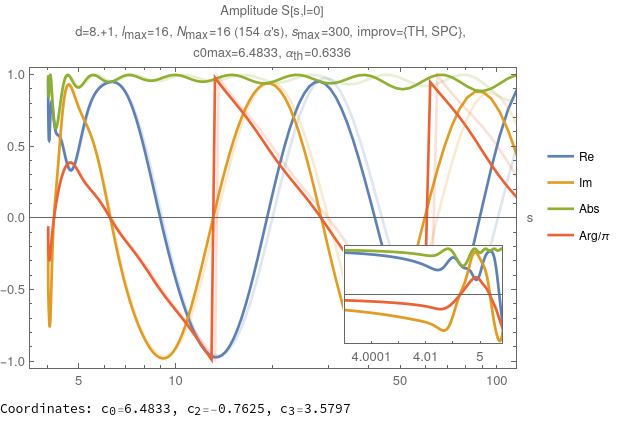 Amplitude S[s,l=0]
d=8.+1, lmax=16, Nmax=16 (154 α's), smax=300, improv={TH, SPC},
c0max=6.4833, αth=0.6336
1.0
0.5
0.0
-0.5
-1.0
5
10
50
100
s
Re
Im
Abs
Arg/π
4.0001
4.01
5
Coordinates: c0=6.4833, c2=-0.7625, c3=3.5797